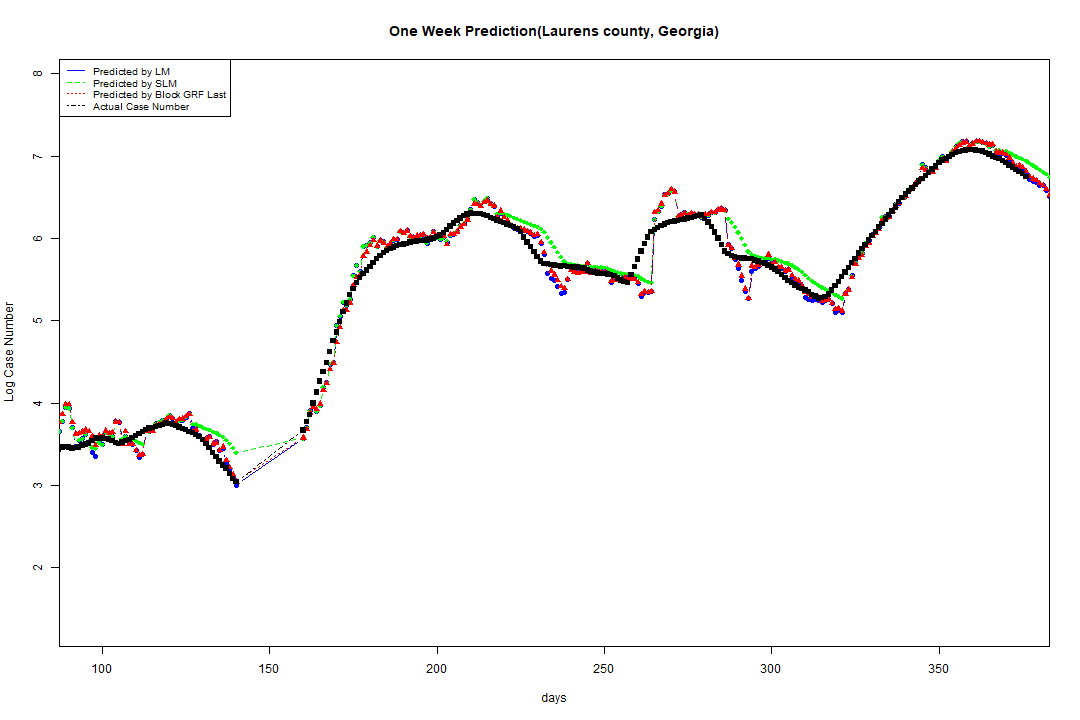 One Week Prediction(Laurens county, Georgia)
Predicted by LM
Predicted by SLM
Predicted by Block GRF Last
Actual Case Number
8
7
6
5
4
3
2
Log Case Number
100 150 200 250 300 350
days